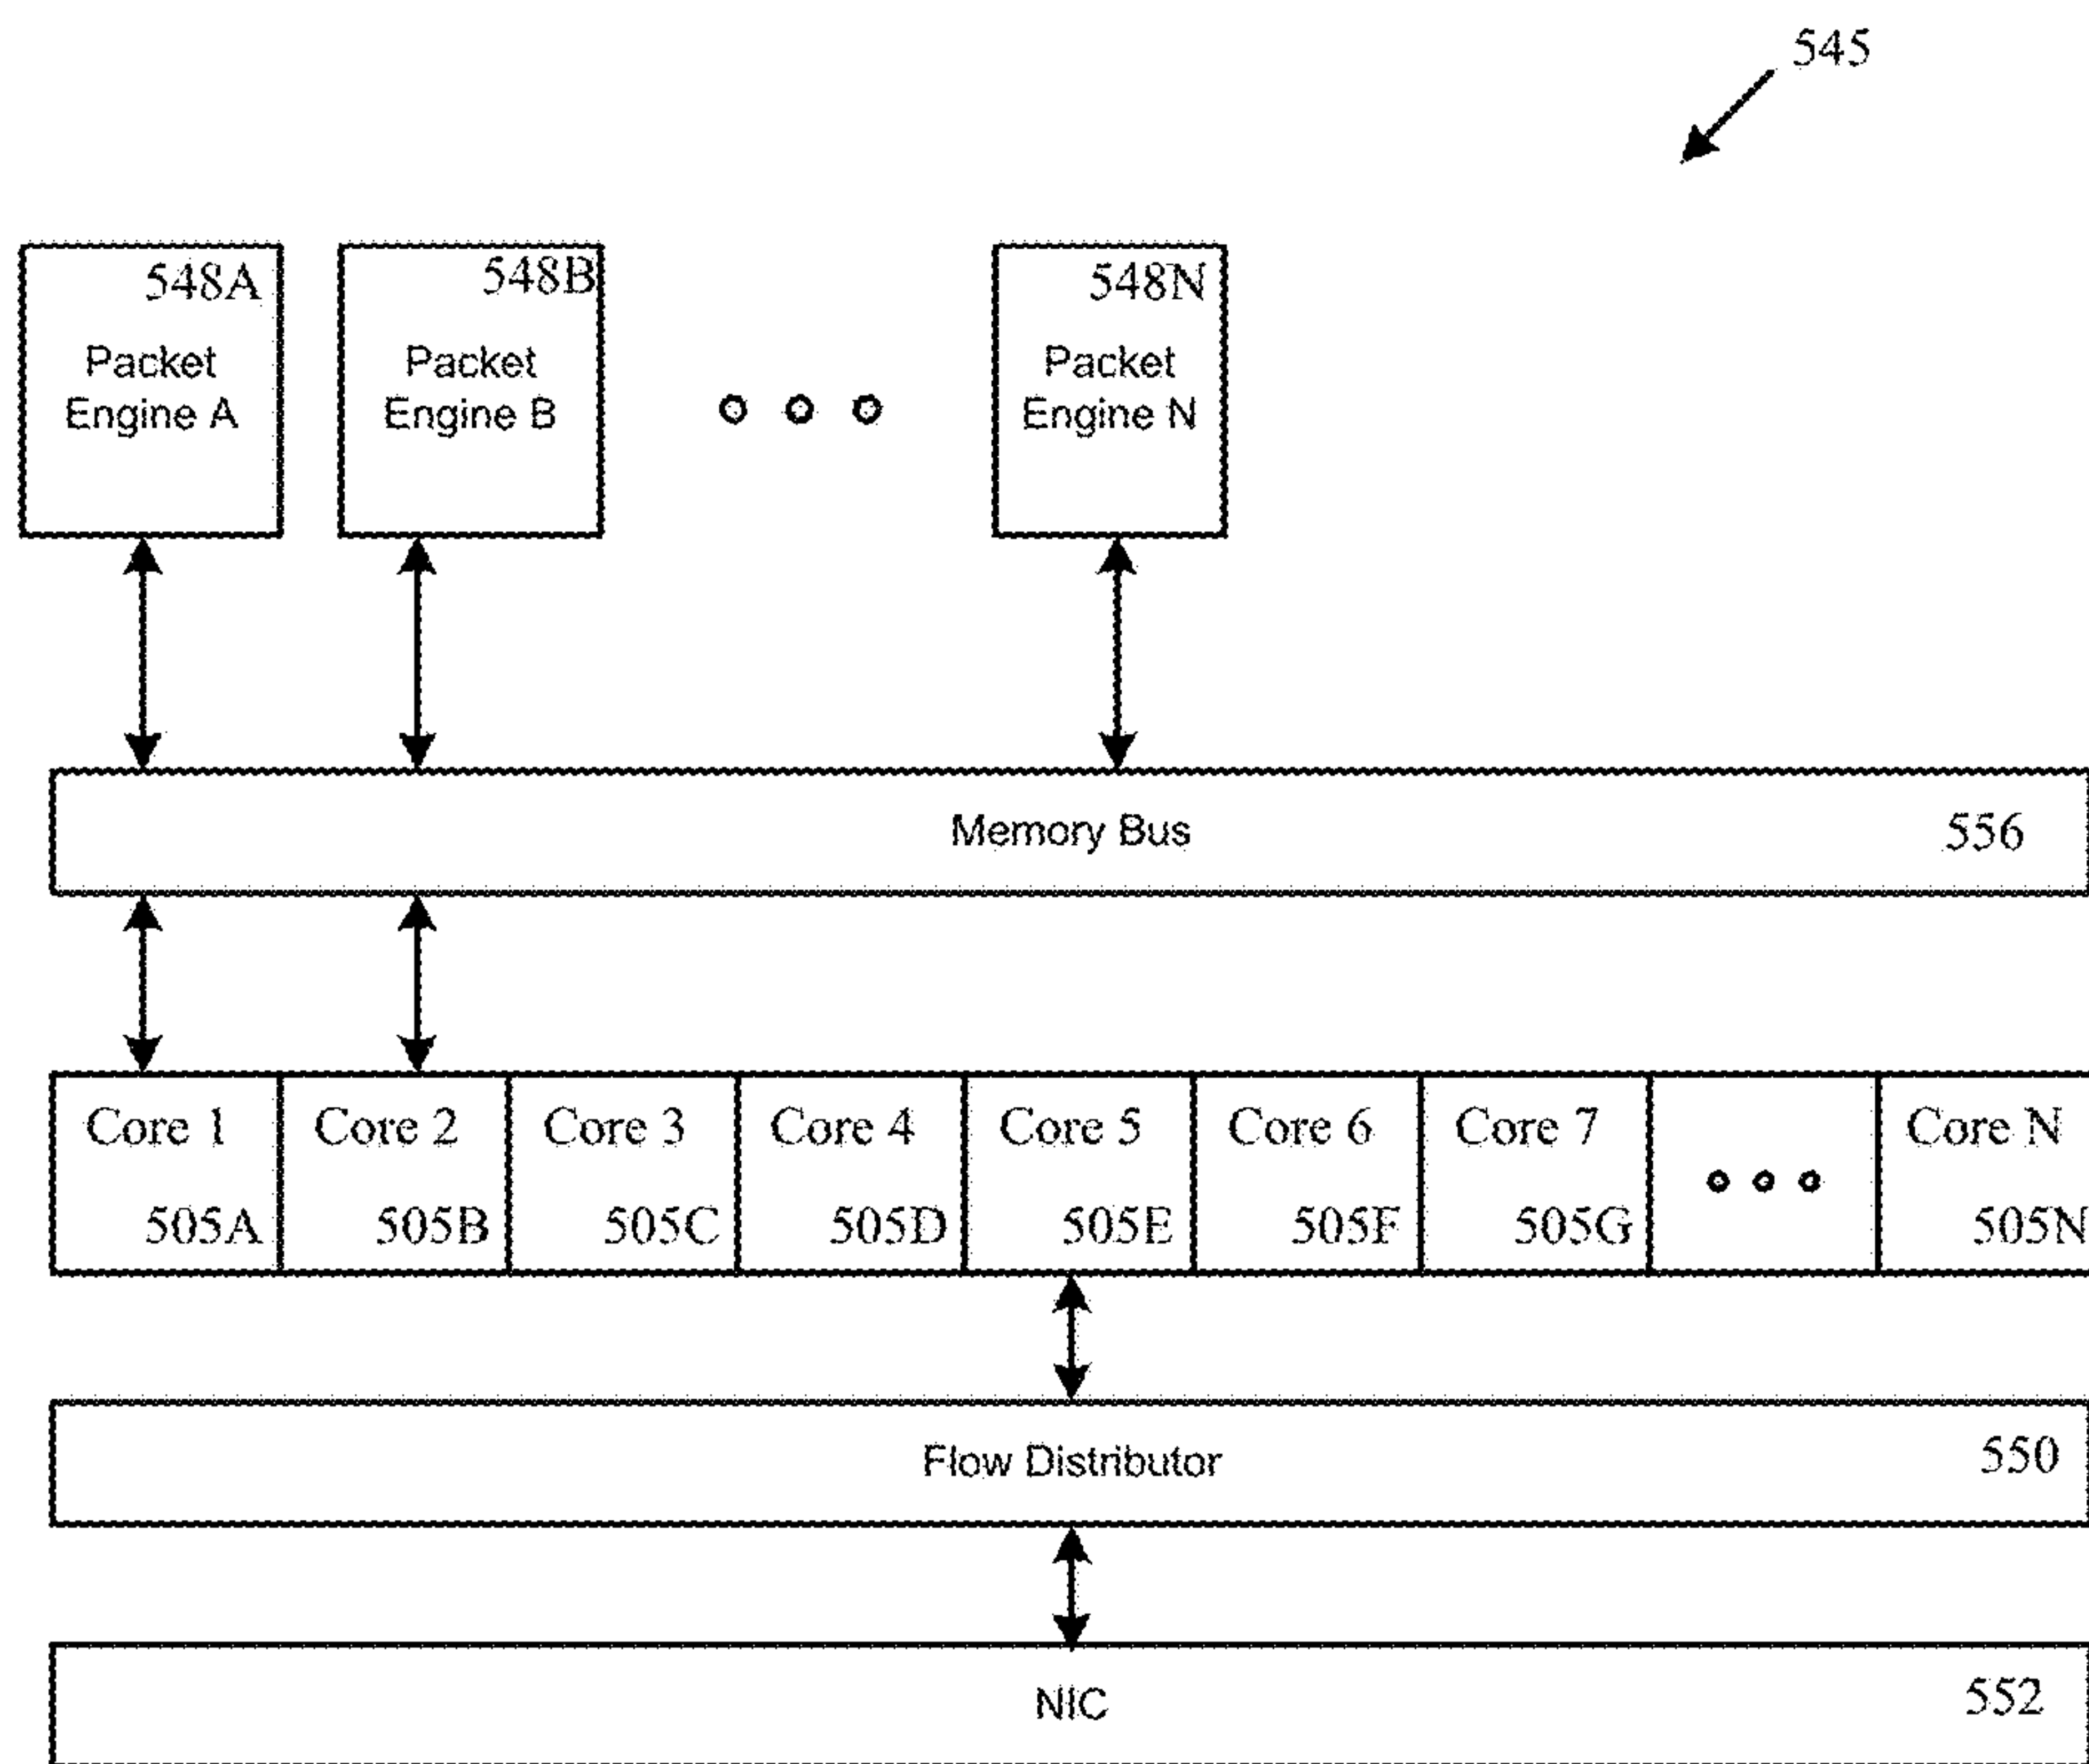 545
548A
Packet
Engine A
548B
Packet
Engine B
548N
Packet
Engine N
Memory Bus
556
Core 1
505A
Core 2
505B
Core 3
505C
Core 4
505D
Core 5
505E
Core 6
505F
Core 7
505G
Core N
505N
Flow Distributor
550
NIC
552